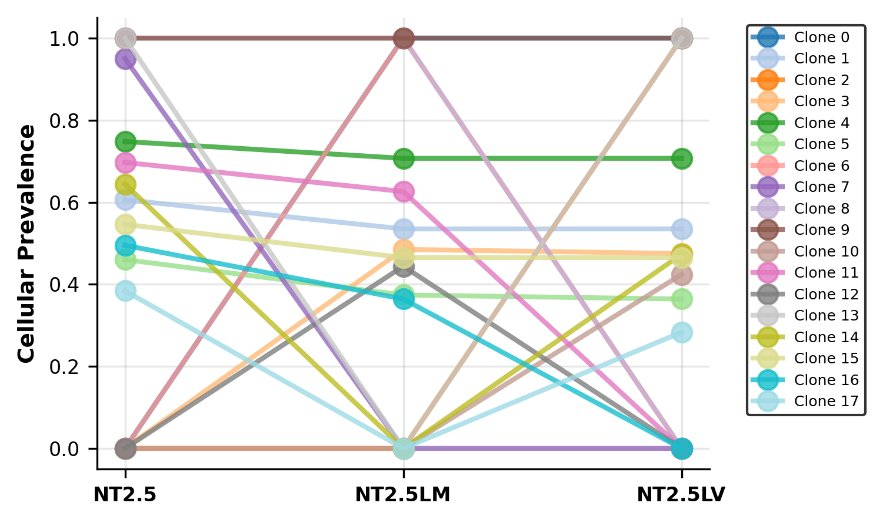 Cellular Prevalence
1.0
0.8
0.6
0.4
0.2
0.0
NT2.5
NT2.5LM
NT2.5LV
Clone 0
Clone 1
Clone 2
Clone 3
Clone 4
Clone 5
Clone 6
Clone 7
Clone 8
Clone 9
Clone 10
Clone 11
Clone 12
Clone 13
Clone 14
Clone 15
Clone 16
Clone 17